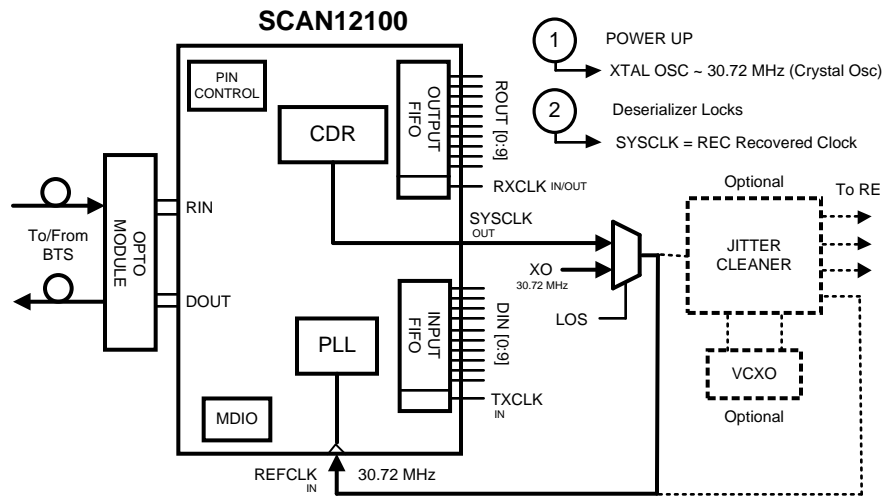 SCAN12100
1
POWER UP
XTAL OSC ~ 30.72 MHz (Crystal Osc)
2
Deserializer Locks
SYSCLK = REC Recovered Clock
PIN
CONTROL
CDR
OUTPUT
FIFO
ROUT [0:9]
RXCLK IN/OUT
SYSCLK
OUT
OPTO
MODULE
RIN
To/From
BTS
DOUT
XO
30.72 MHz
LOS
Optional
To RE
JITTER
CLEANER
VCXO
Optional
PLL
INPUT
FIFO
DIN [0:9]
TXCLK
IN
MDIO
REFCLK
IN
30.72 MHz